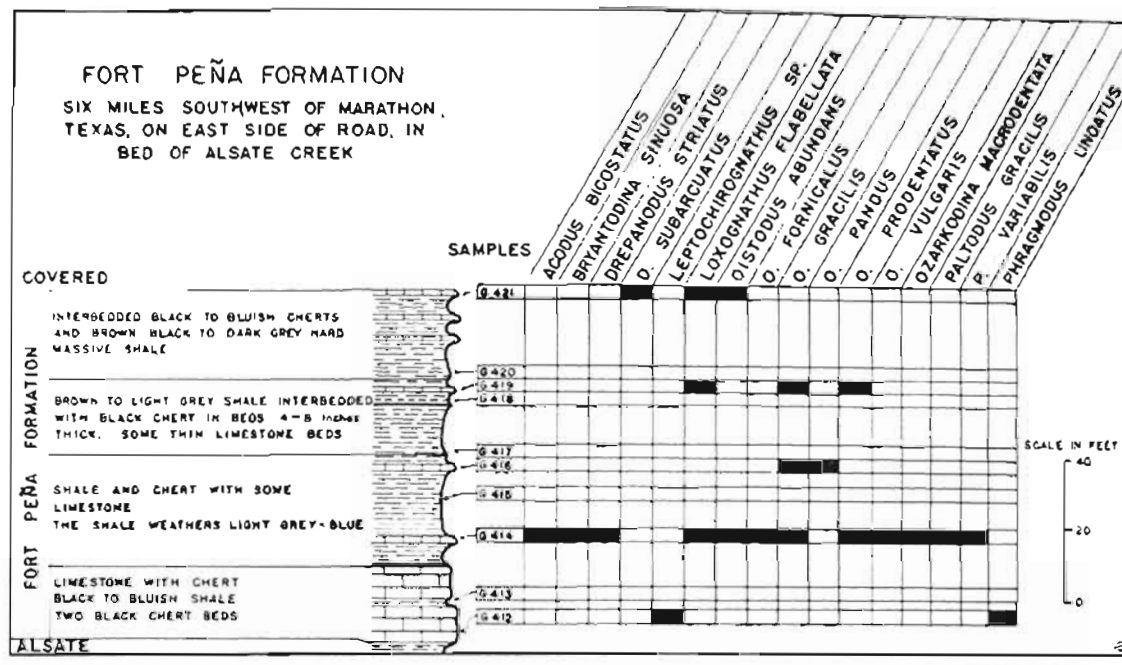 FORT PEÑA FORMATION
SIX MILES SOUTHWEST OF MARATHON,
TEXAS, ON EAST SIDE OF ROAD, IN
BED OF ALSATE CREEK
SAMPLES
ACODUS BICOSTATUS
BRYANTODINA SINUOSA
DREPANODUS STRIATUS
D. SUBARCUATUS
LEPTOCHIROGNATHUS SP.
LOXOGNATHUS FLABELLATA
OISTODUS ABUNDANS
O. FORNICALUS
O. GRACILIS
O. PANDUS
O. PRODENTATUS
O. VULGARIS
OZARKODINA MACRODENTATA
PALTODUS GRACILIS
P. VARIABILIS
PHRAGMODUS LINOATUS
COVERED
FORT PEÑA FORMATION
INTERBEDDED BLACK TO BLUISH CHERTS
AND BROWN BLACK TO DARK GREY HARD
MASSIVE SHALE
BROWN TO LIGHT GREY SHALE INTERBEDDED
WITH BLACK CHERT IN BEDS 4-8 inches
THICK. SOME THIN LIMESTONE BEDS
SHALE AND CHERT WITH SOME
LIMESTONE
THE SHALE WEATHERS LIGHT GREY-BLUE
LIMESTONE WITH CHERT
BLACK TO BLUISH SHALE
TWO BLACK CHERT BEDS
ALSATE
G 421
G 420
G 419
G 418
G 417
G 416
G 415
G 414
G 413
G 412
SCALE IN FEET
40
20
0